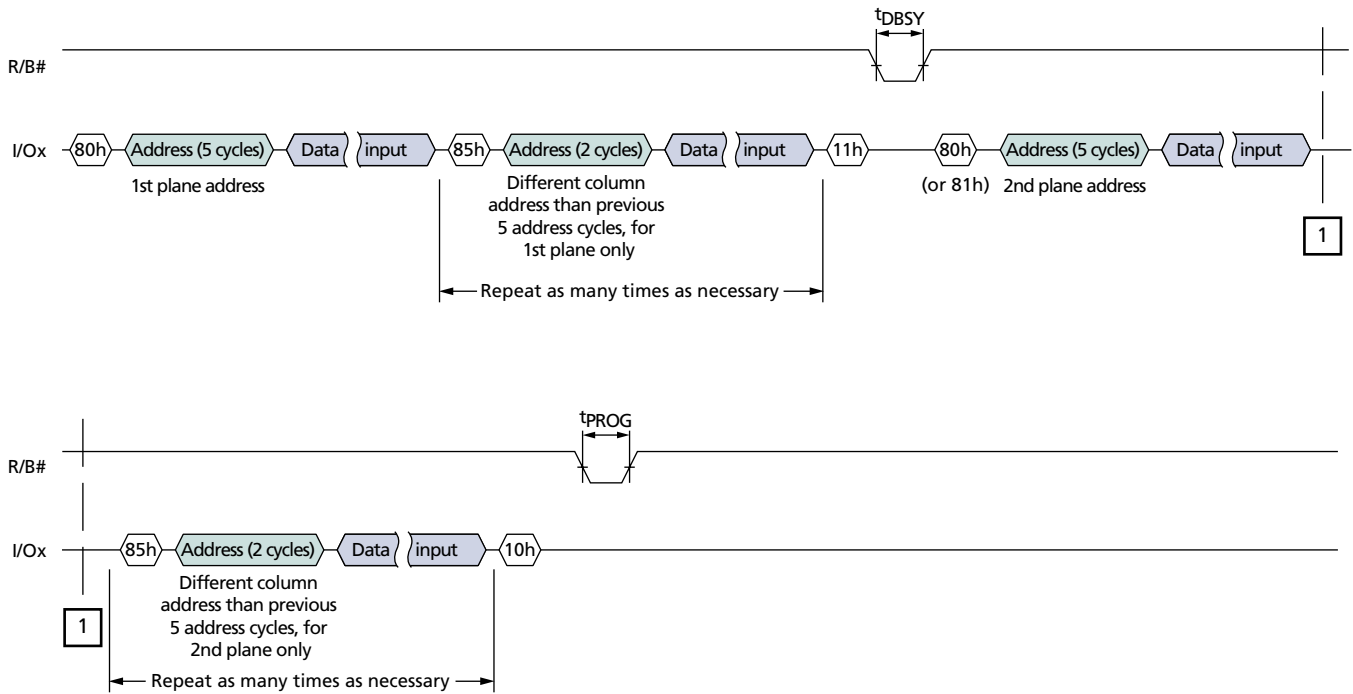 tDBSY
R/B#
I/Ox 80h Address (5 cycles) Data input 85h Address (2 cycles) Data input 11h 80h Address (5 cycles) Data input
1st plane address
Different column
address than previous
5 address cycles, for
1st plane only
(or 81h) 2nd plane address
1
Repeat as many times as necessary
tPROG
R/B#
I/Ox 85h Address (2 cycles) Data input 10h
Different column
address than previous
5 address cycles, for
2nd plane only
1
Repeat as many times as necessary